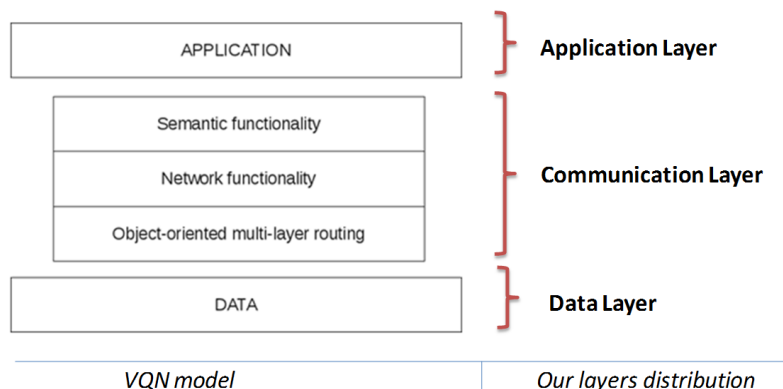 APPLICATION
Application Layer
Semantic functionality
Network functionality
Communication Layer
Object-oriented multi-layer routing
DATA
Data Layer
VQN model
Our layers distribution